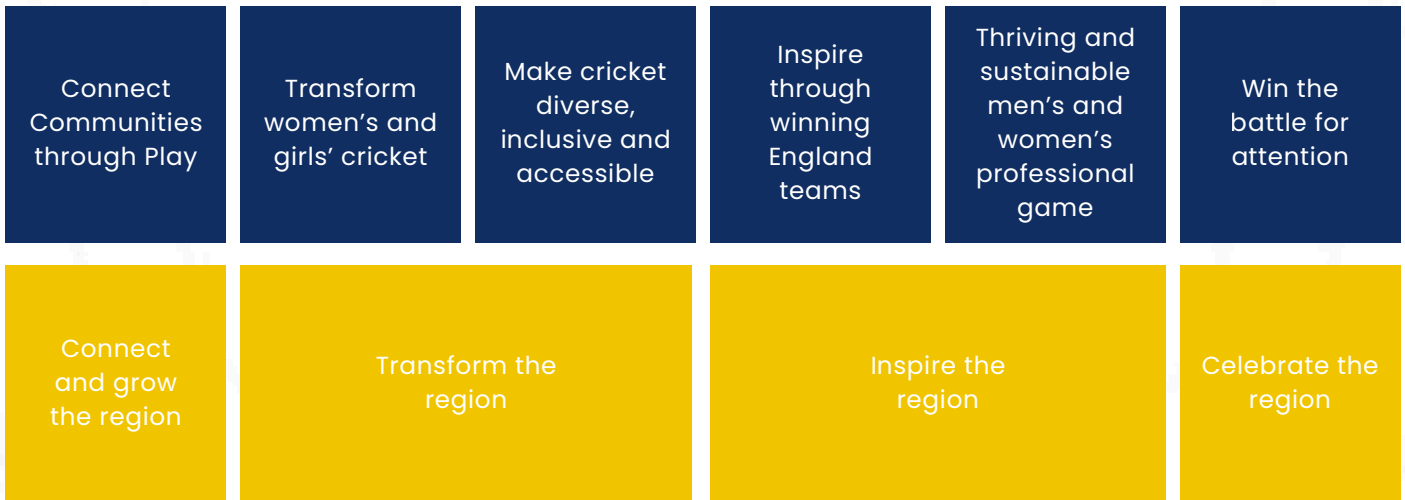 Connect
Communities
through Play
Transform
women’s and
girls’ cricket
Make cricket
diverse,
inclusive and
accessible
Inspire
through
winning
England
teams
Thriving and
sustainable
men’s and
women’s
professional
game
Win the
battle for
attention
Connect
and grow
the region
Transform the
region
Inspire the
region
Celebrate the
region